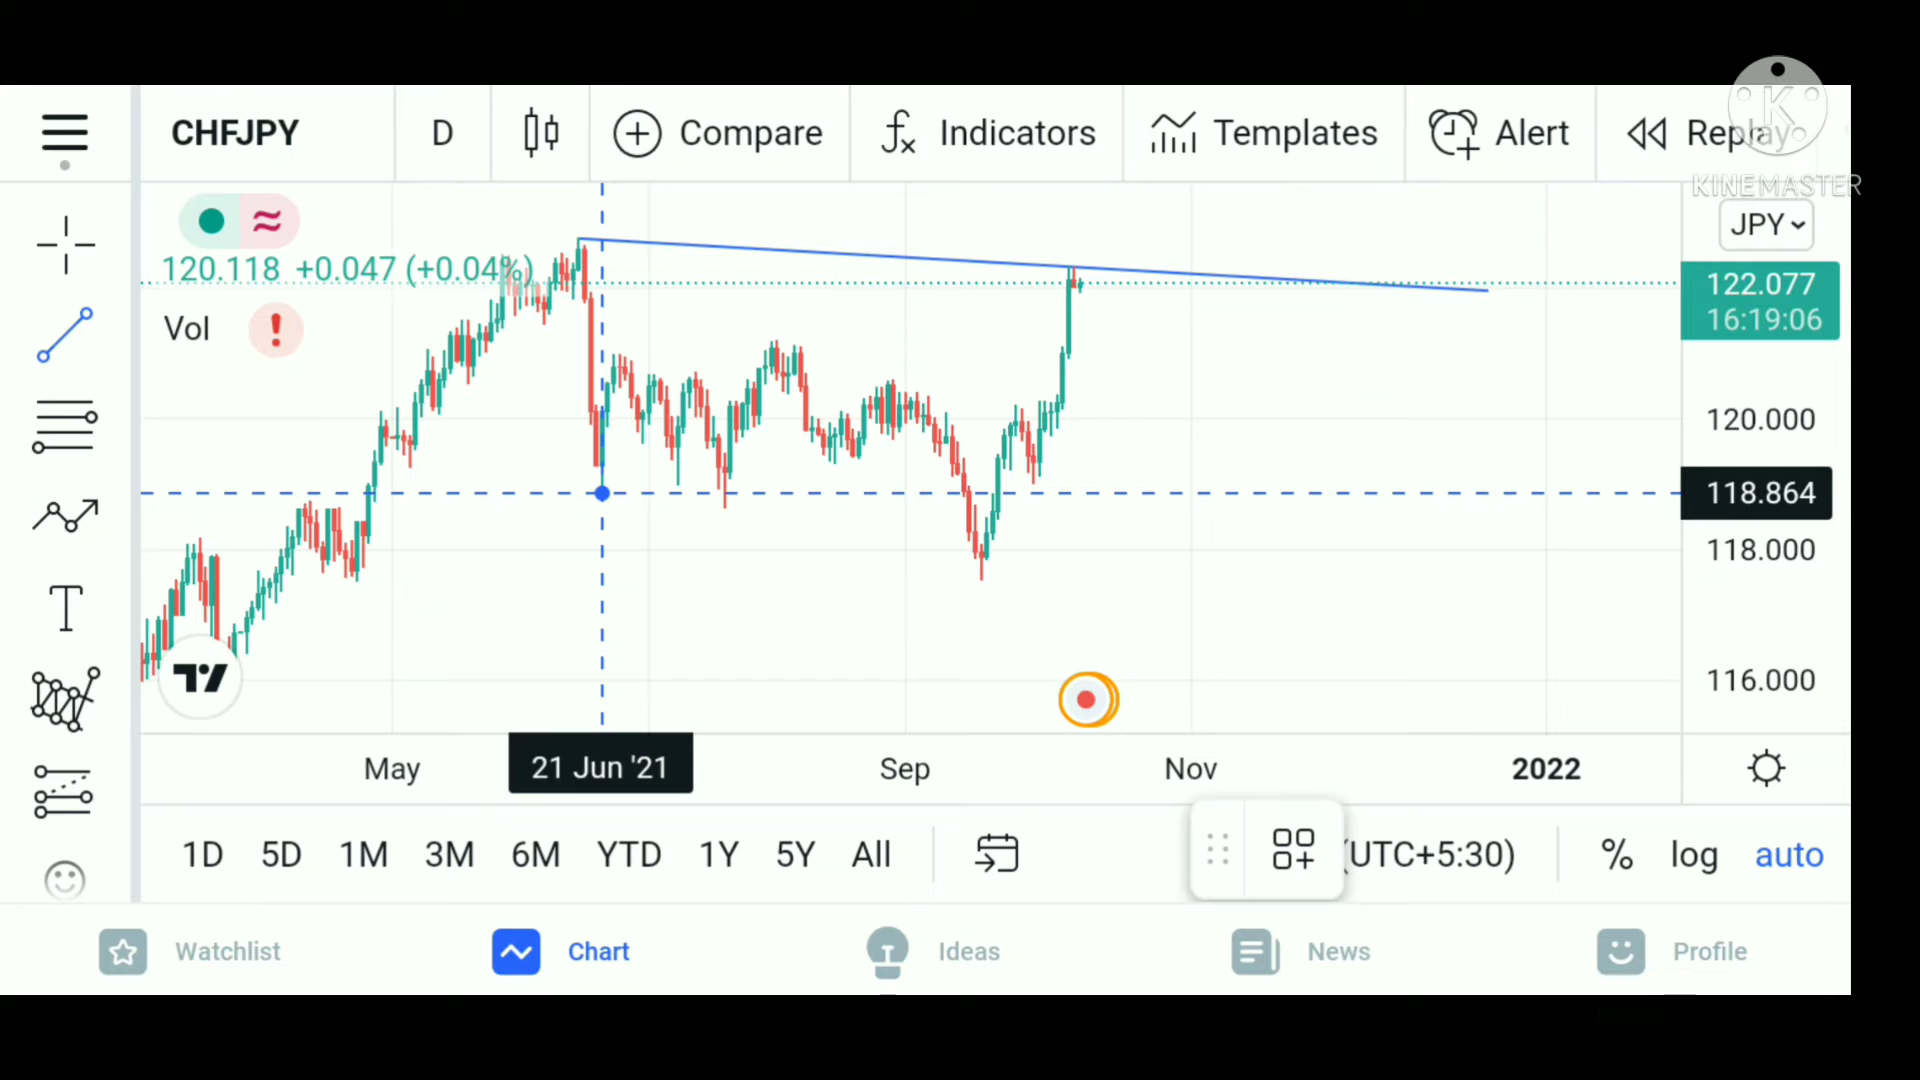 CHFJPY D Compare Indicators Templates Alert Replay
KINEMASTER
JPY
120.118 +0.047 (+0.04%)
122.077
16:19:06
Vol
120.000
118.864
118.000
116.000
May 21 Jun '21 Sep Nov 2022
1D 5D 1M 3M 6M YTD 1Y 5Y All (UTC+5:30) % log auto
Watchlist Chart Ideas News Profile